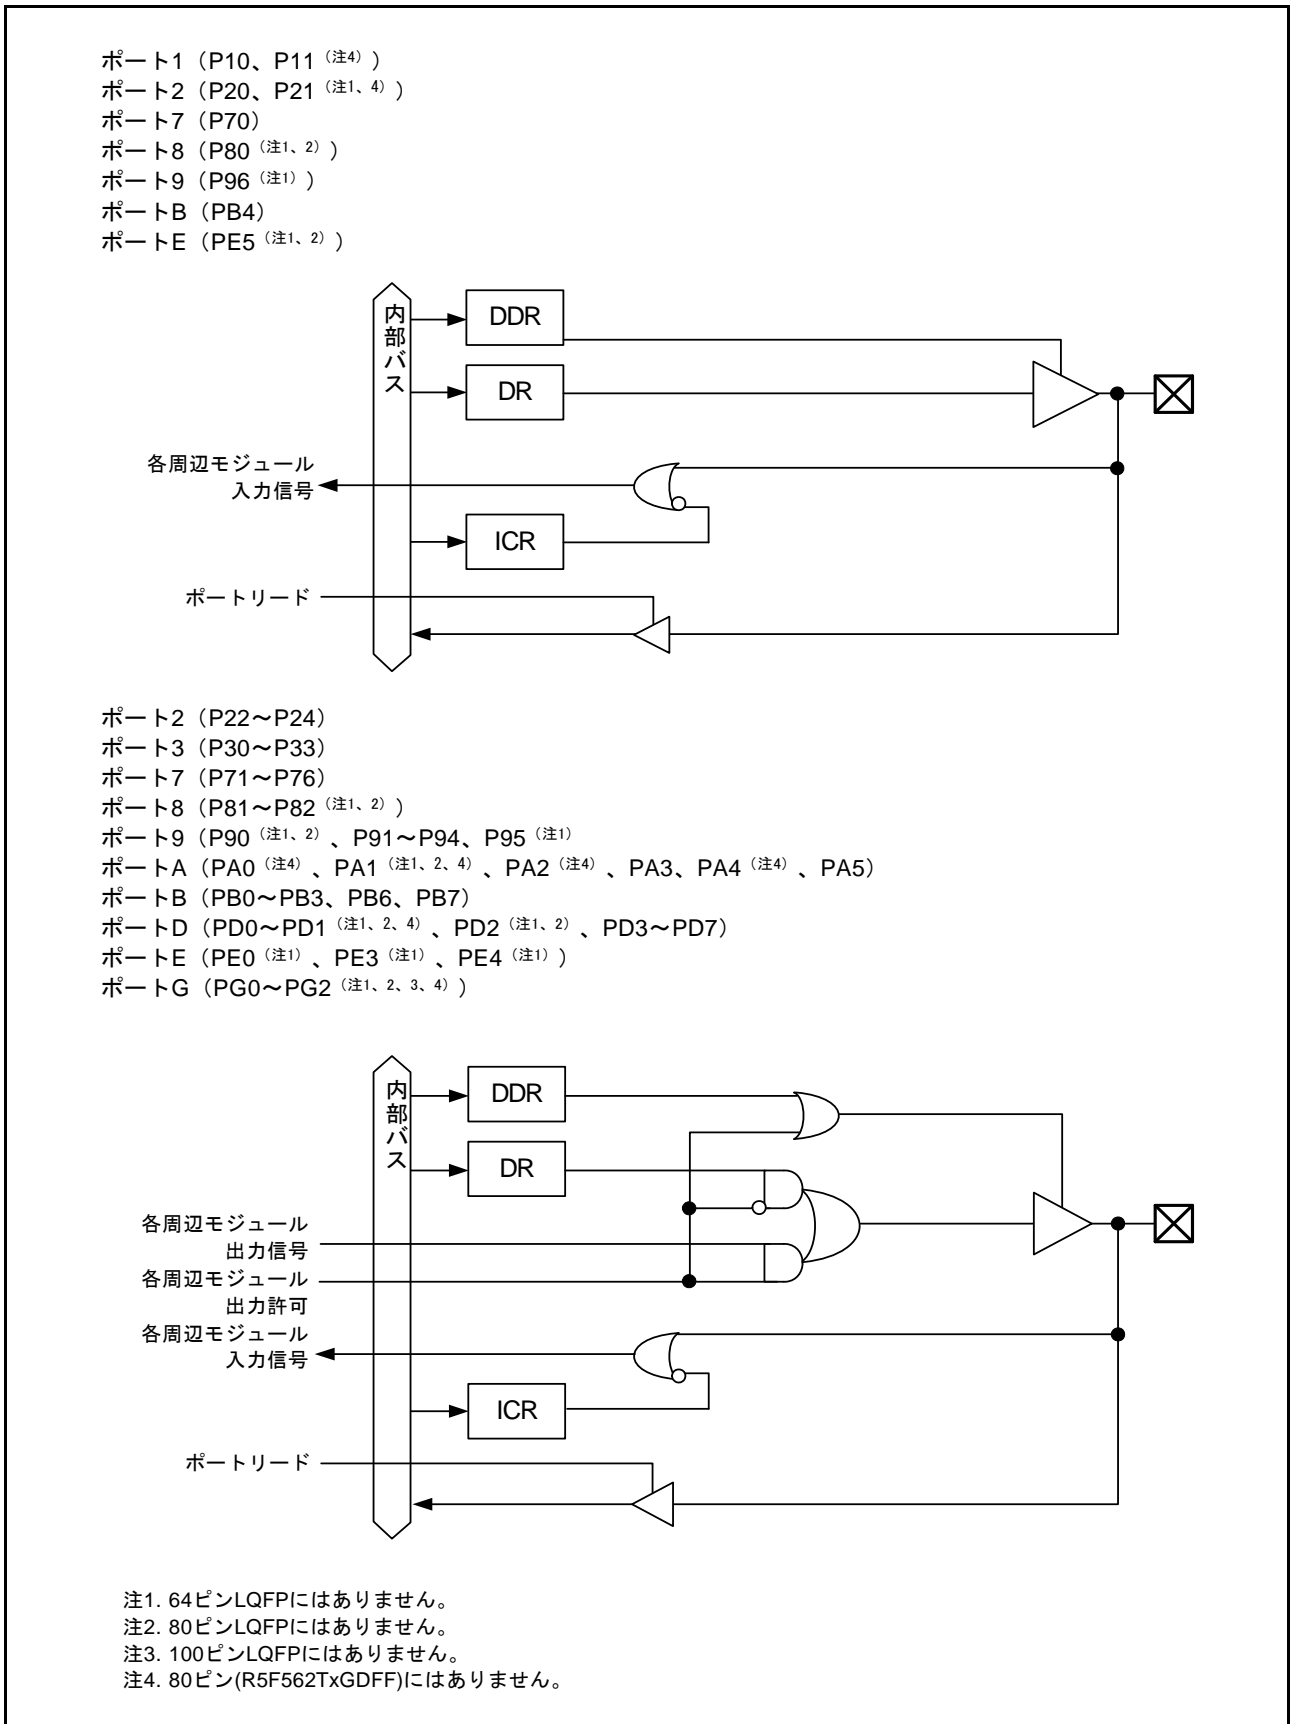 ポート1（P10、P11（注4））
ポート2（P20、P21（注1、4））
ポート7（P70）
ポート8（P80（注1、2））
ポート9（P96（注1））
ポートB（PB4）
ポートE（PE5（注1、2））
内部バス
DDR
DR
各周辺モジュール
入力信号
ICR
ポートリード
ポート2（P22～P24）
ポート3（P30～P33）
ポート7（P71～P76）
ポート8（P81～P82（注1、2））
ポート9（P90（注1、2）、P91～P94、P95（注1）
ポートA（PA0（注4）、PA1（注1、2、4）、PA2（注4）、PA3、PA4（注4）、PA5）
ポートB（PB0～PB3、PB6、PB7）
ポートD（PD0～PD1（注1、2、4）、PD2（注1、2）、PD3～PD7）
ポートE（PE0（注1）、PE3（注1）、PE4（注1））
ポートG（PG0～PG2（注1、2、3、4））
内部バス
DDR
DR
各周辺モジュール
出力信号
各周辺モジュール
出力許可
各周辺モジュール
入力信号
ICR
ポートリード
注1. 64ピンLQFPにはありません。
注2. 80ピンLQFPにはありません。
注3. 100ピンLQFPにはありません。
注4. 80ピン(R5F562TxGDFF)にはありません。